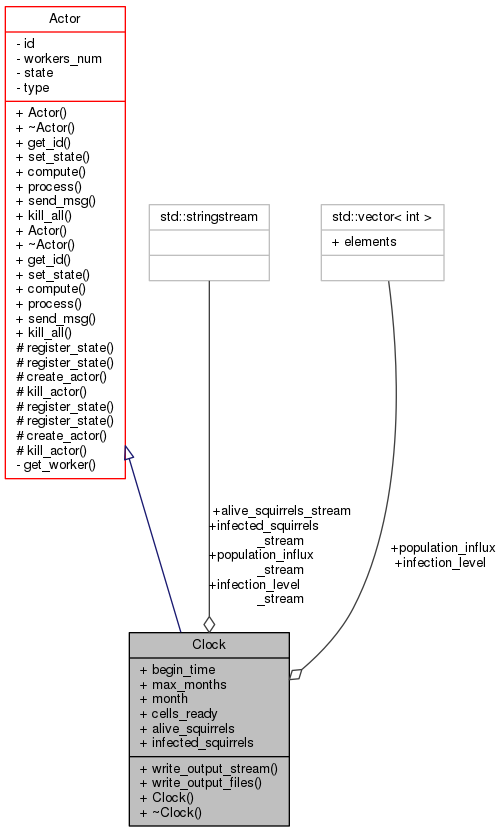 Actor
- id
- workers_num
- state
- type
+ Actor()
+ ~Actor()
+ get_id()
+ set_state()
+ compute()
+ process()
+ send_msg()
+ kill_all()
+ Actor()
+ ~Actor()
+ get_id()
+ set_state()
+ compute()
+ process()
+ send_msg()
+ kill_all()
# register_state()
# register_state()
# create_actor()
# kill_actor()
# register_state()
# register_state()
# create_actor()
# kill_actor()
- get_worker()
std::stringstream
std::vector< int >
+ elements
+alive_squirrels_stream
+infected_squirrels
_stream
+population_influx
_stream
+infection_level
_stream
+population_influx
+infection_level
Clock
+ begin_time
+ max_months
+ month
+ cells_ready
+ alive_squirrels
+ infected_squirrels
+ write_output_stream()
+ write_output_files()
+ Clock()
+ ~Clock()